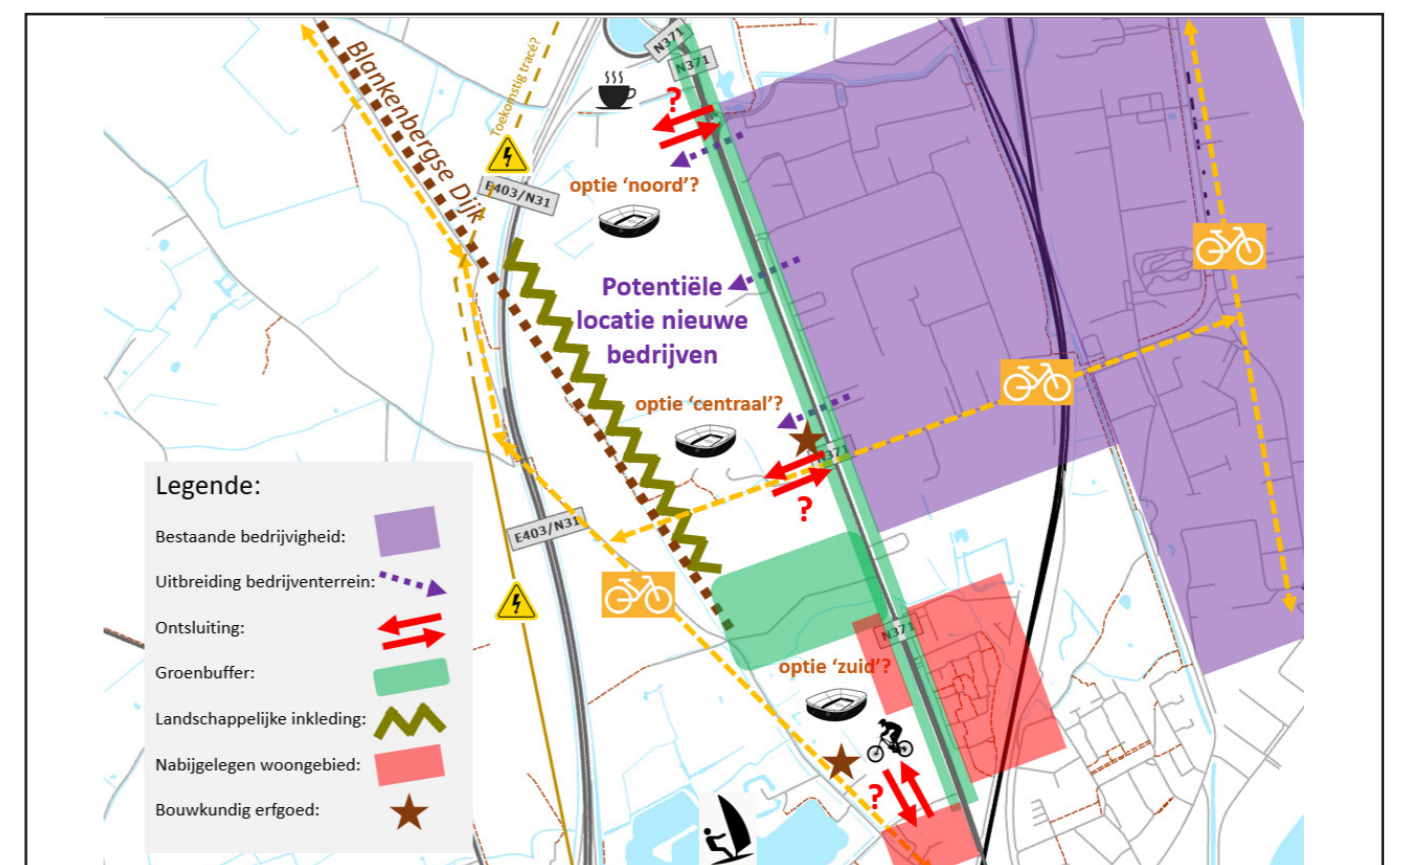 N371
N371
Blankenbergse Dijk
Toekomstig tracé?
?
E403/N31
optie ‘noord’?
Potentiële
locatie nieuwe
bedrijven
optie ‘centraal’?
N371
?
E403/N31
Legende:
Bestaande bedrijvigheid:
Uitbreiding bedrijventerrein:
Ontsluiting:
Groenbuffer:
Landschappelijke inkleding:
Nabijgelegen woongebied:
Bouwkundig erfgoed:
N371
optie ‘zuid’?
?